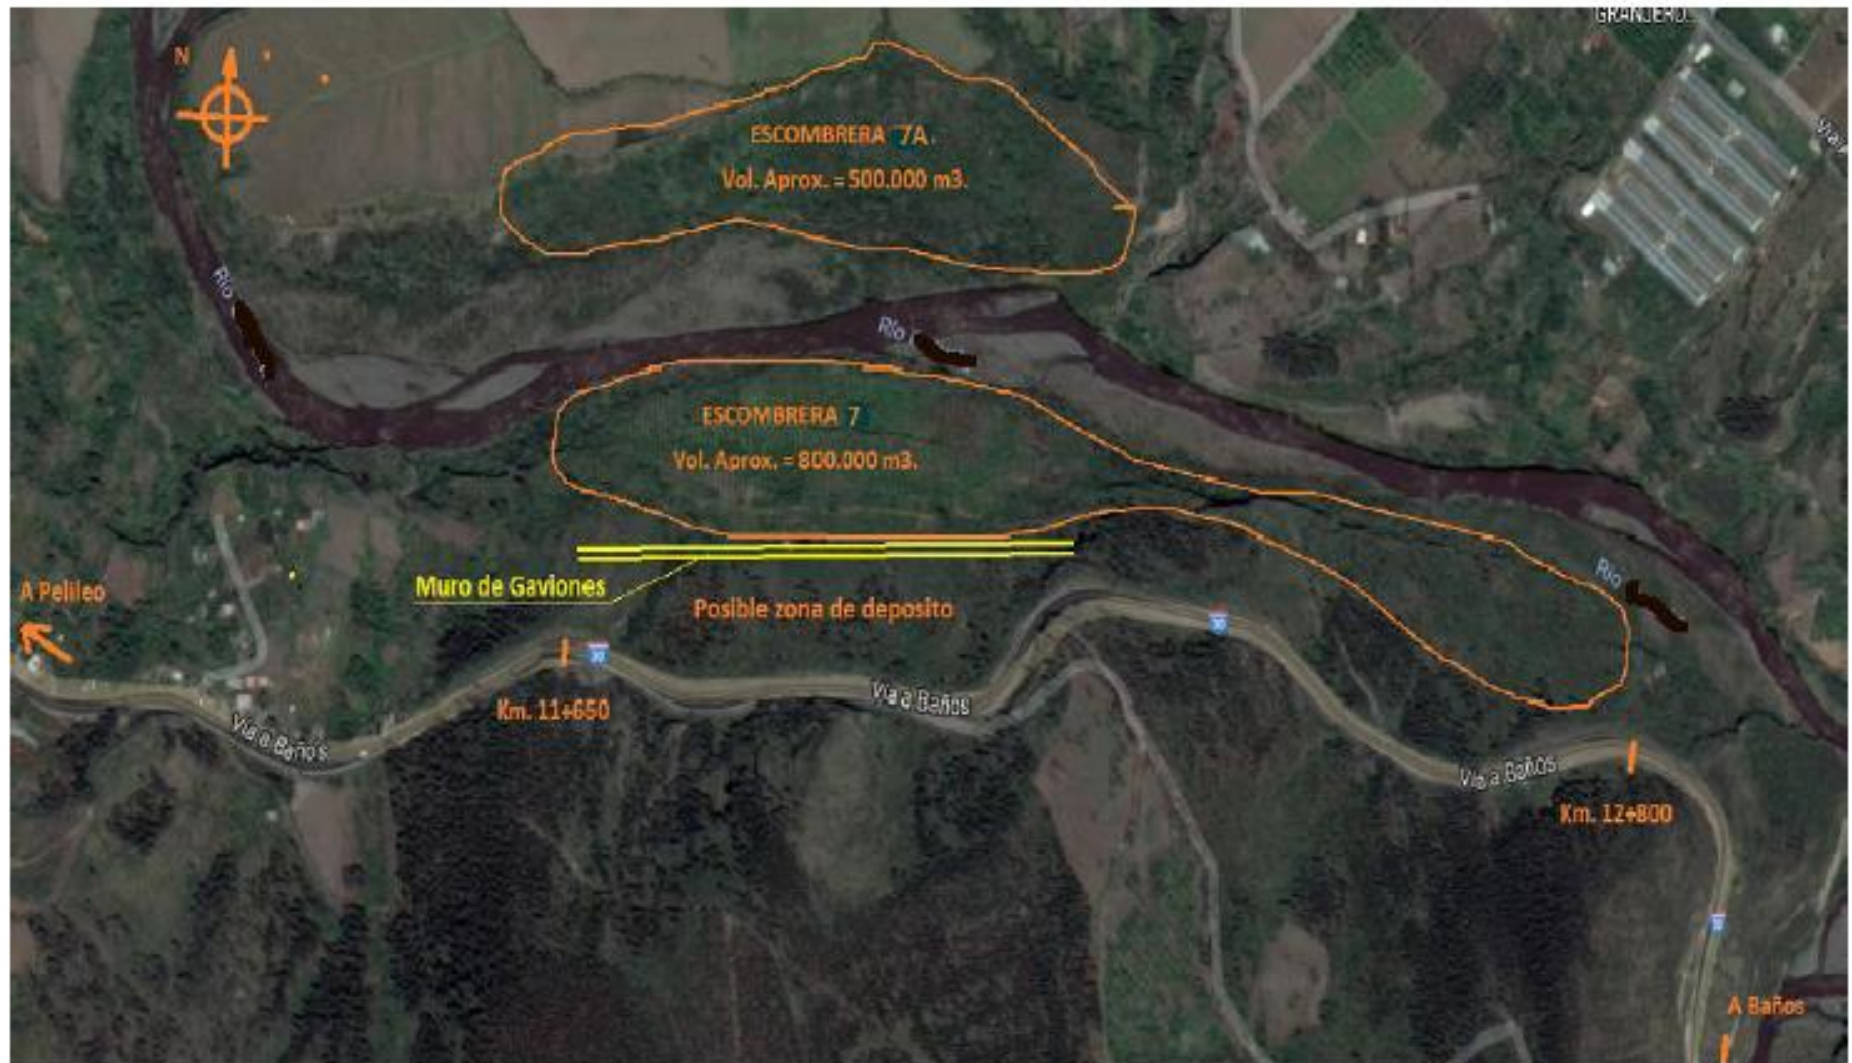 GRANJERO...
N
ESCOMBRERA 7A.
Vol. Aprox. = 500.000 m3.
Vía
Río
Río
ESCOMBRERA 7
Vol. Aprox. = 800.000 m3.
Muro de Gaviones
A Pelileo
Posible zona de deposito
Río
30
30
Km. 11+650
Vía a Baños
Vía a Baños
Vía a Baños
Km. 12+800
30
A Baños